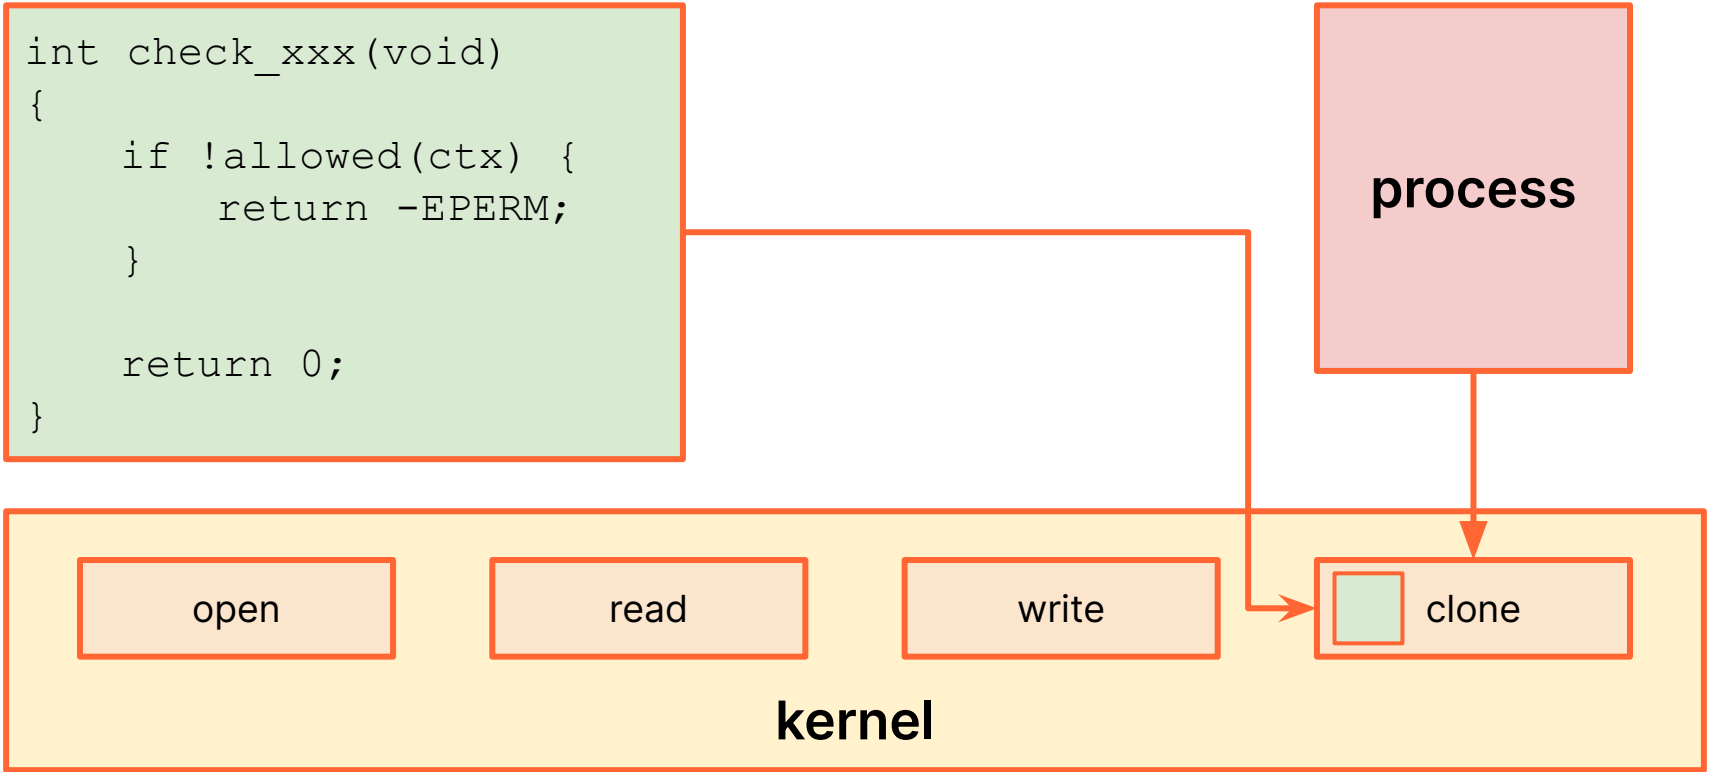 int check_xxx(void)
{
    if !allowed(ctx) {
        return -EPERM;
    }

    return 0;
}
process
open
read
write
clone
kernel